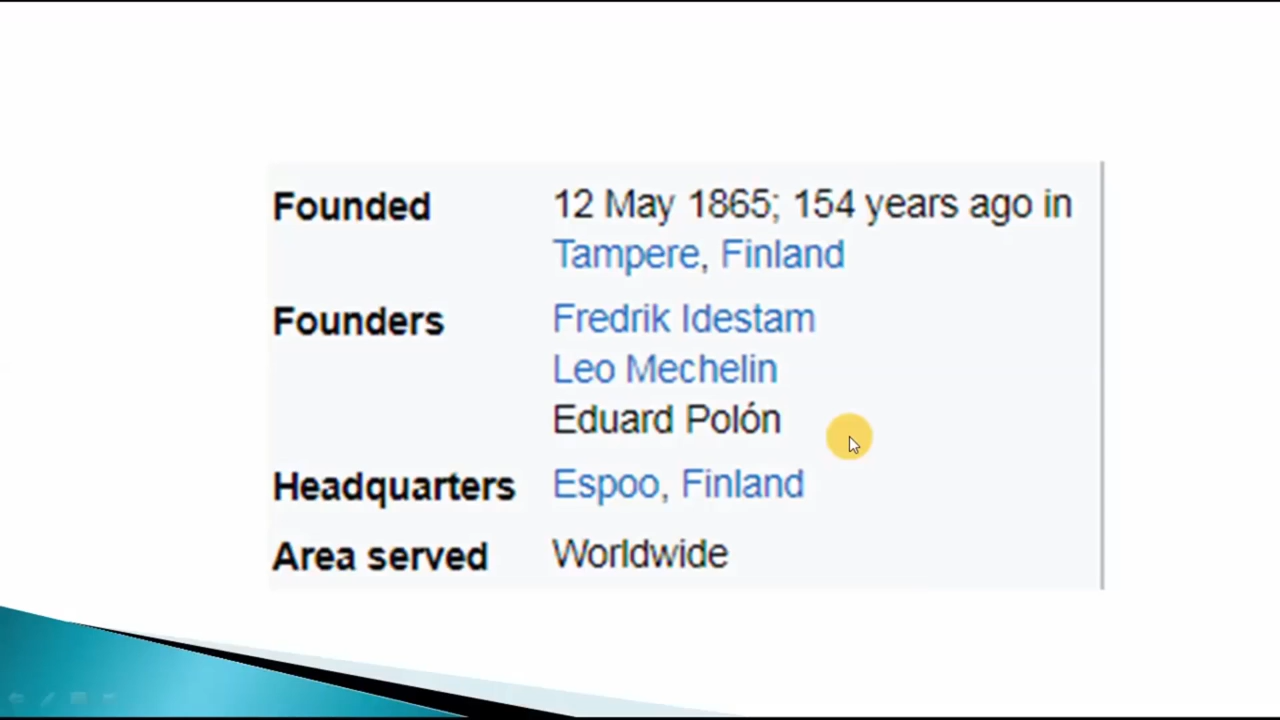 Founded 12 May 1865; 154 years ago in
Tampere, Finland
Founders Fredrik Idestam
Leo Mechelin
Eduard Polón
Headquarters Espoo, Finland
Area served Worldwide